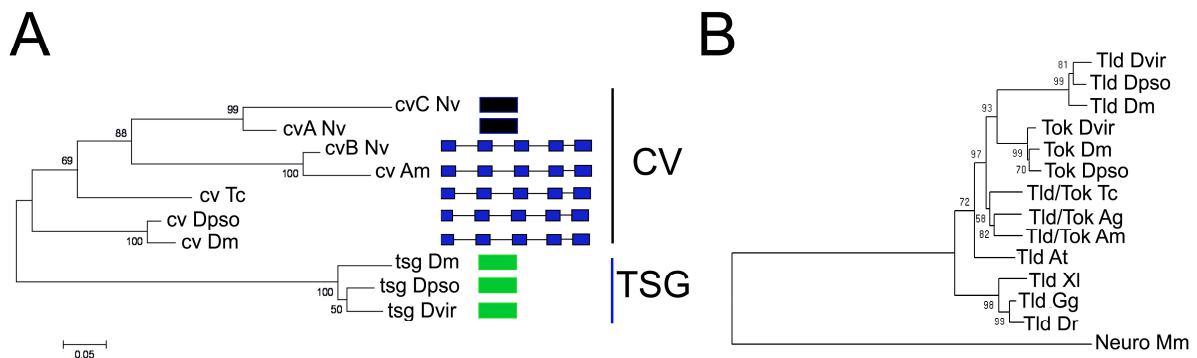 A
99
cvC Nv
cvA Nv
88
cvB Nv
100
cv Am
69
cv Tc
cv Dpso
100
cv Dm
tsg Dm
100
tsg Dpso
50
tsg Dvir
0.05
CV
TSG
B
81
Tld Dvir
99
Tld Dpso
Tld Dm
93
Tok Dvir
99
Tok Dm
70
Tok Dpso
97
Tld/Tok Tc
72
58
Tld/Tok Ag
82
Tld/Tok Am
Tld At
Tld Xl
98
Tld Gg
99
Tld Dr
Neuro Mm